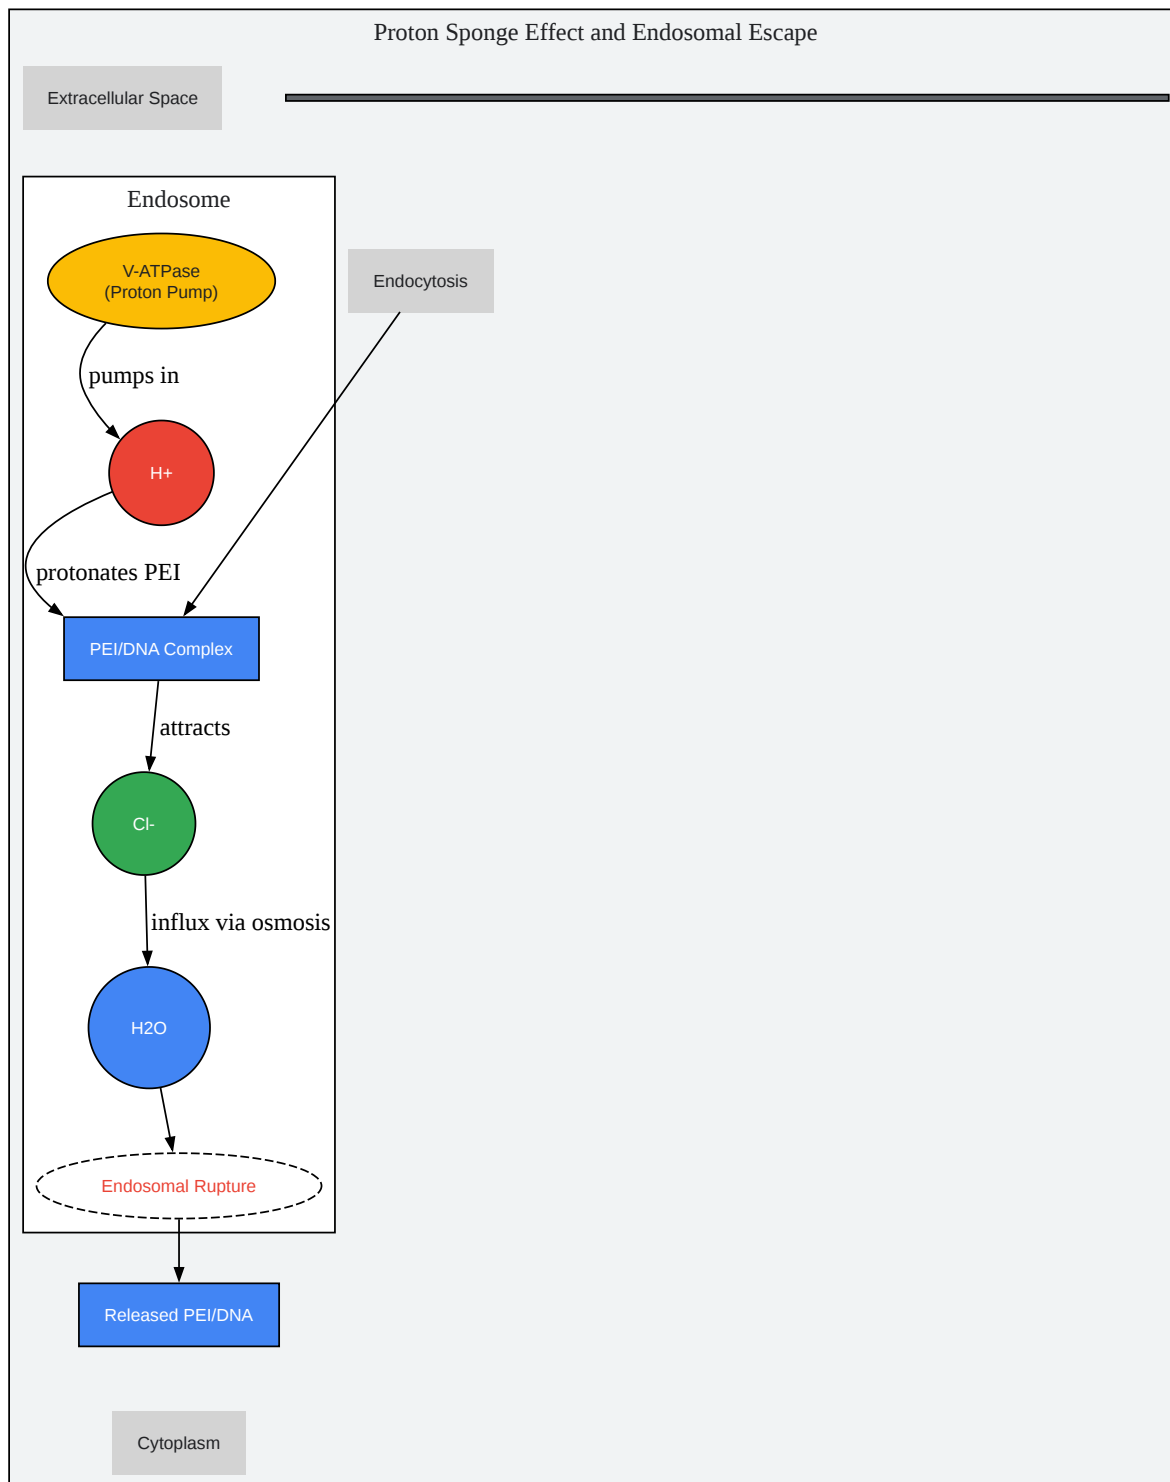 Proton Sponge Effect and Endosomal Escape
Extracellular Space
Endosome
V-ATPase
(Proton Pump)
Endocytosis
pumps in
H+
protonates PEI
PEI/DNA Complex
attracts
Cl-
influx via osmosis
H2O
Endosomal Rupture
Released PEI/DNA
Cytoplasm